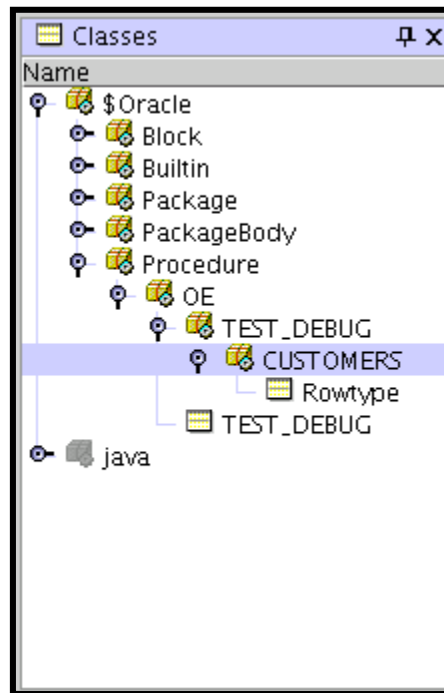 Classes
Name
$Oracle
Block
Builtin
Package
PackageBody
Procedure
OE
TEST_DEBUG
CUSTOMERS
Rowtype
TEST_DEBUG
java